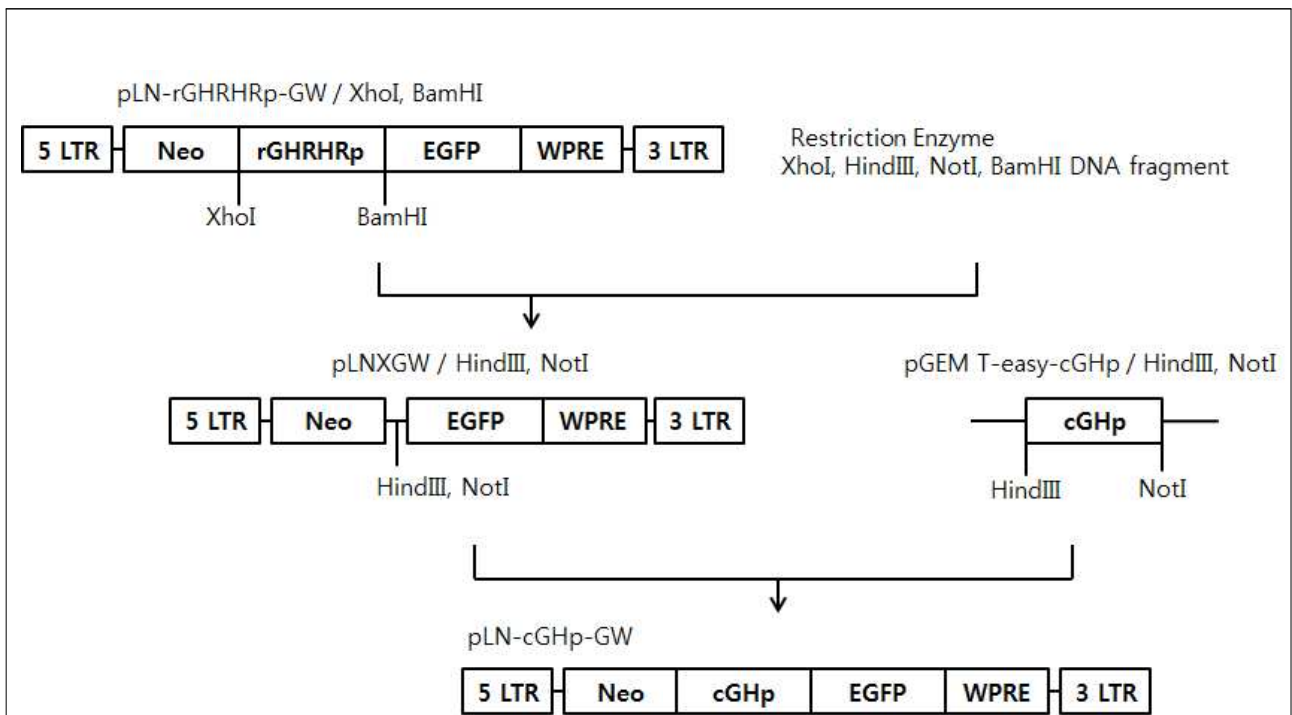 pLN-rGHRHRp-GW / XhoI, BamHI
5 LTR Neo rGHRHRp EGFP WPRE 3 LTR
XhoI BamHI
Restriction Enzyme
XhoI, HindⅢ, NotI, BamHI DNA fragment
pLNXGW / HindⅢ, NotI
5 LTR Neo EGFP WPRE 3 LTR
HindⅢ, NotI
pGEM T-easy-cGHp / HindⅢ, NotI
cGHp
HindⅢ NotI
pLN-cGHp-GW
5 LTR Neo cGHp EGFP WPRE 3 LTR